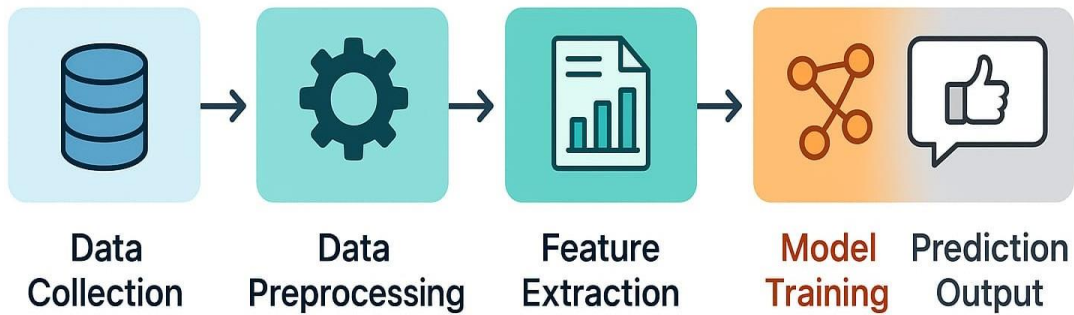 Data
Collection
Data
Preprocessing
Feature
Extraction
Model
Training
Prediction
Output